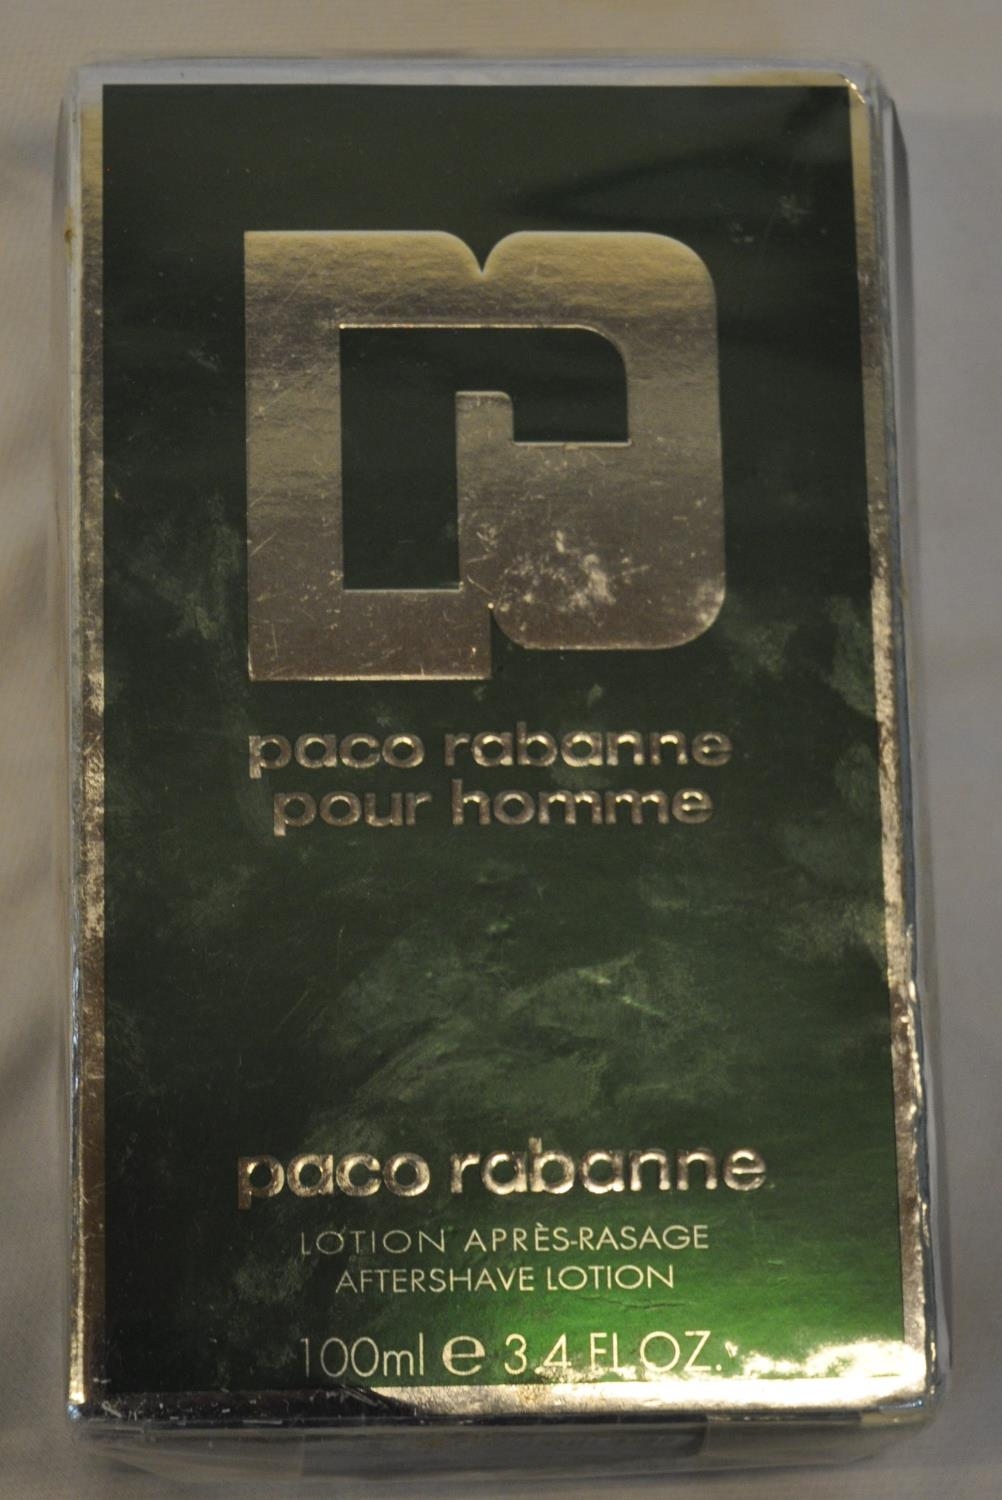 paco rabanne
pour homme
paco rabanne
LOTION APRÈS-RASAGE
AFTERSHAVE LOTION
100ml e 3.4 FL OZ.